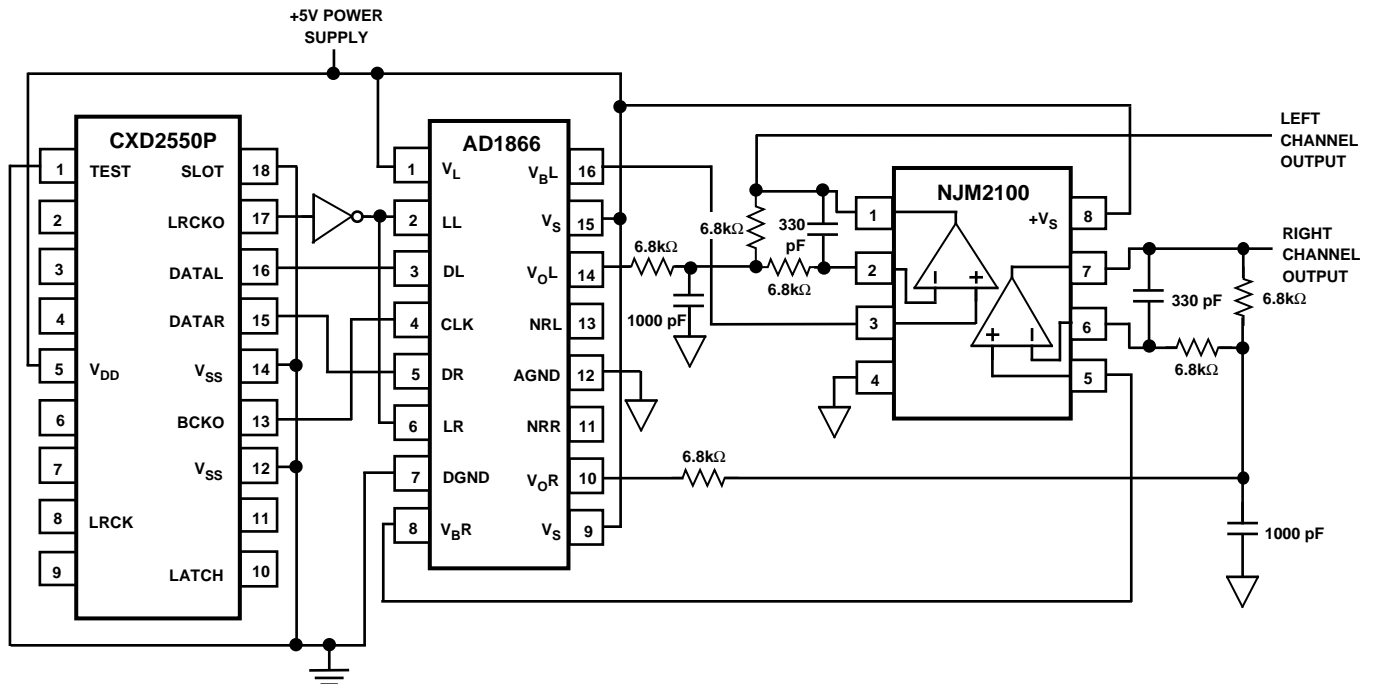 +5V POWER
SUPPLY
CXD2550P
1 TEST SLOT 18
2 LRCKO 17
3 DATAL 16
4 DATAR 15
5 VDD VSS 14
6 BCKO 13
7 VSS 12
8 LRCK 11
9 LATCH 10
AD1866
1 VL VBL 16
2 LL VS 15
3 DL VOL 14
4 CLK NRL 13
5 DR AGND 12
6 LR NRR 11
7 DGND VOR 10
8 VBR VS 9
6.8kΩ
1000 pF
6.8kΩ
330
pF
6.8kΩ
NJM2100
1 +VS 8
2 7
3 6
4 5
LEFT
CHANNEL
OUTPUT
RIGHT
CHANNEL
OUTPUT
330 pF
6.8kΩ
6.8kΩ
6.8kΩ
1000 pF